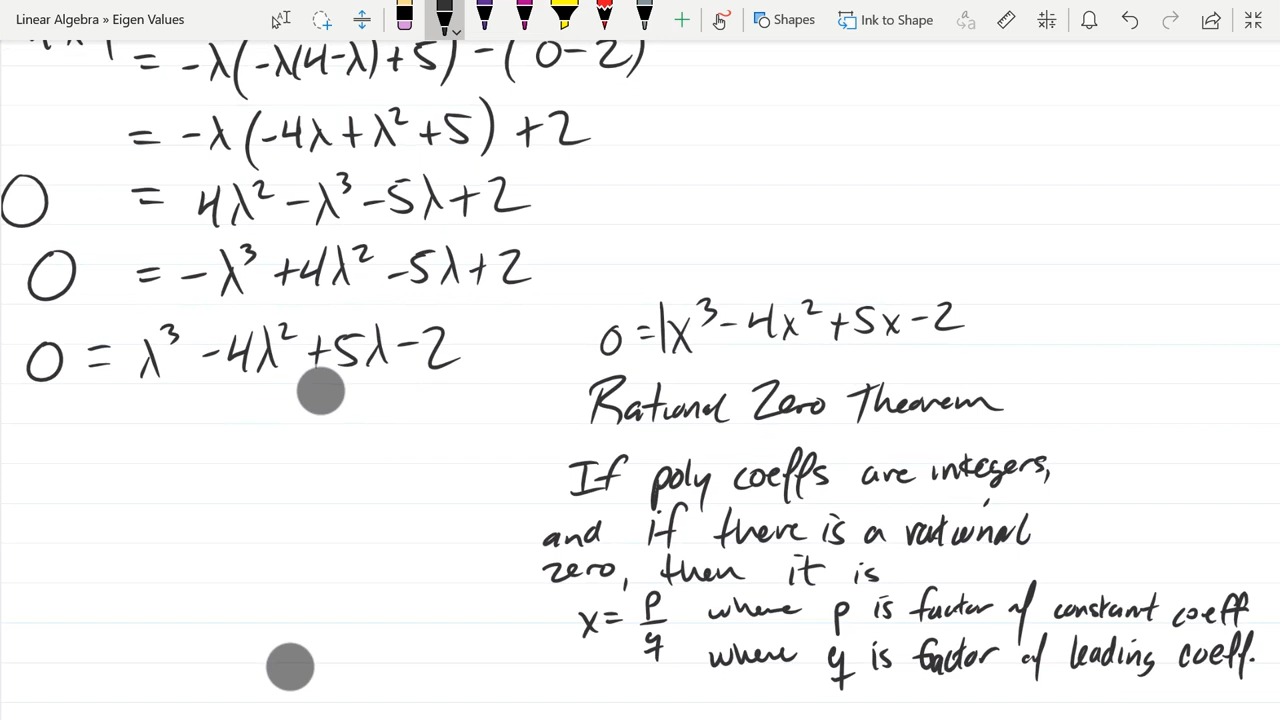 Linear Algebra » Eigen Values
Shapes
Ink to Shape
= -λ(-λ(4-λ)+5) - (0-2)
= -λ(-4λ+λ²+5) +2
0 = 4λ² - λ³ - 5λ + 2
0 = -λ³ + 4λ² - 5λ + 2
0 = λ³ - 4λ² + 5λ - 2
0 = 1x³ - 4x² + 5x - 2
Rational Zero Theorem
If poly coeffs are integers,
and if there is a rational
zero, then it is
x = p/q where p is factor of constant coeff
where q is factor of leading coeff.